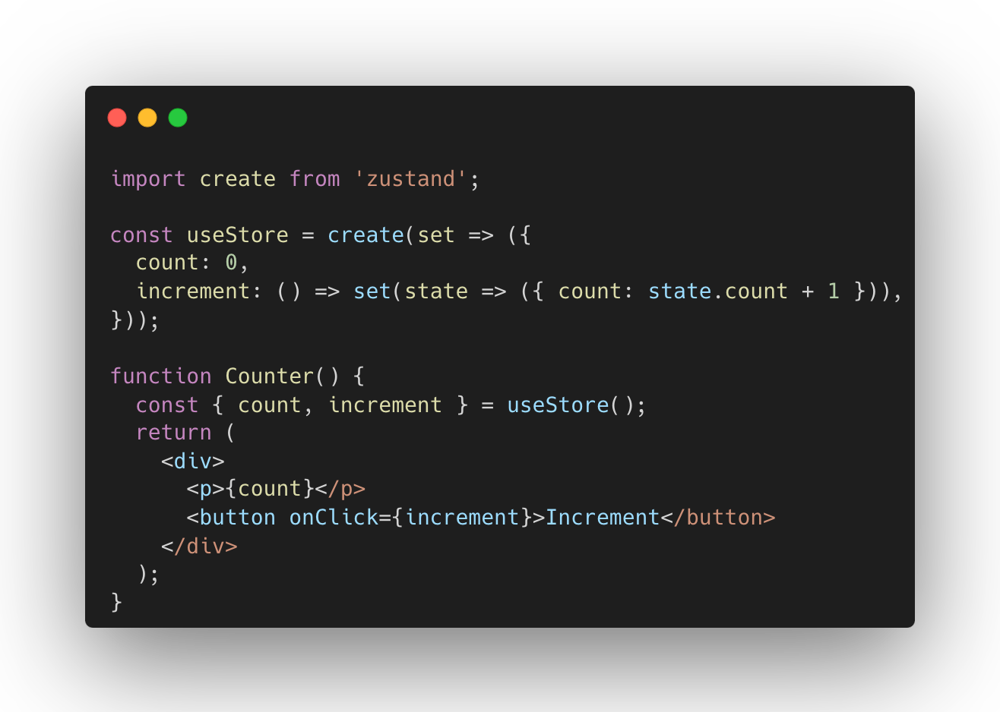 import create from 'zustand';

const useStore = create(set => ({
  count: 0,
  increment: () => set(state => ({ count: state.count + 1 })),
}));

function Counter() {
  const { count, increment } = useStore();
  return (
    <div>
      <p>{count}</p>
      <button onClick={increment}>Increment</button>
    </div>
  );
}